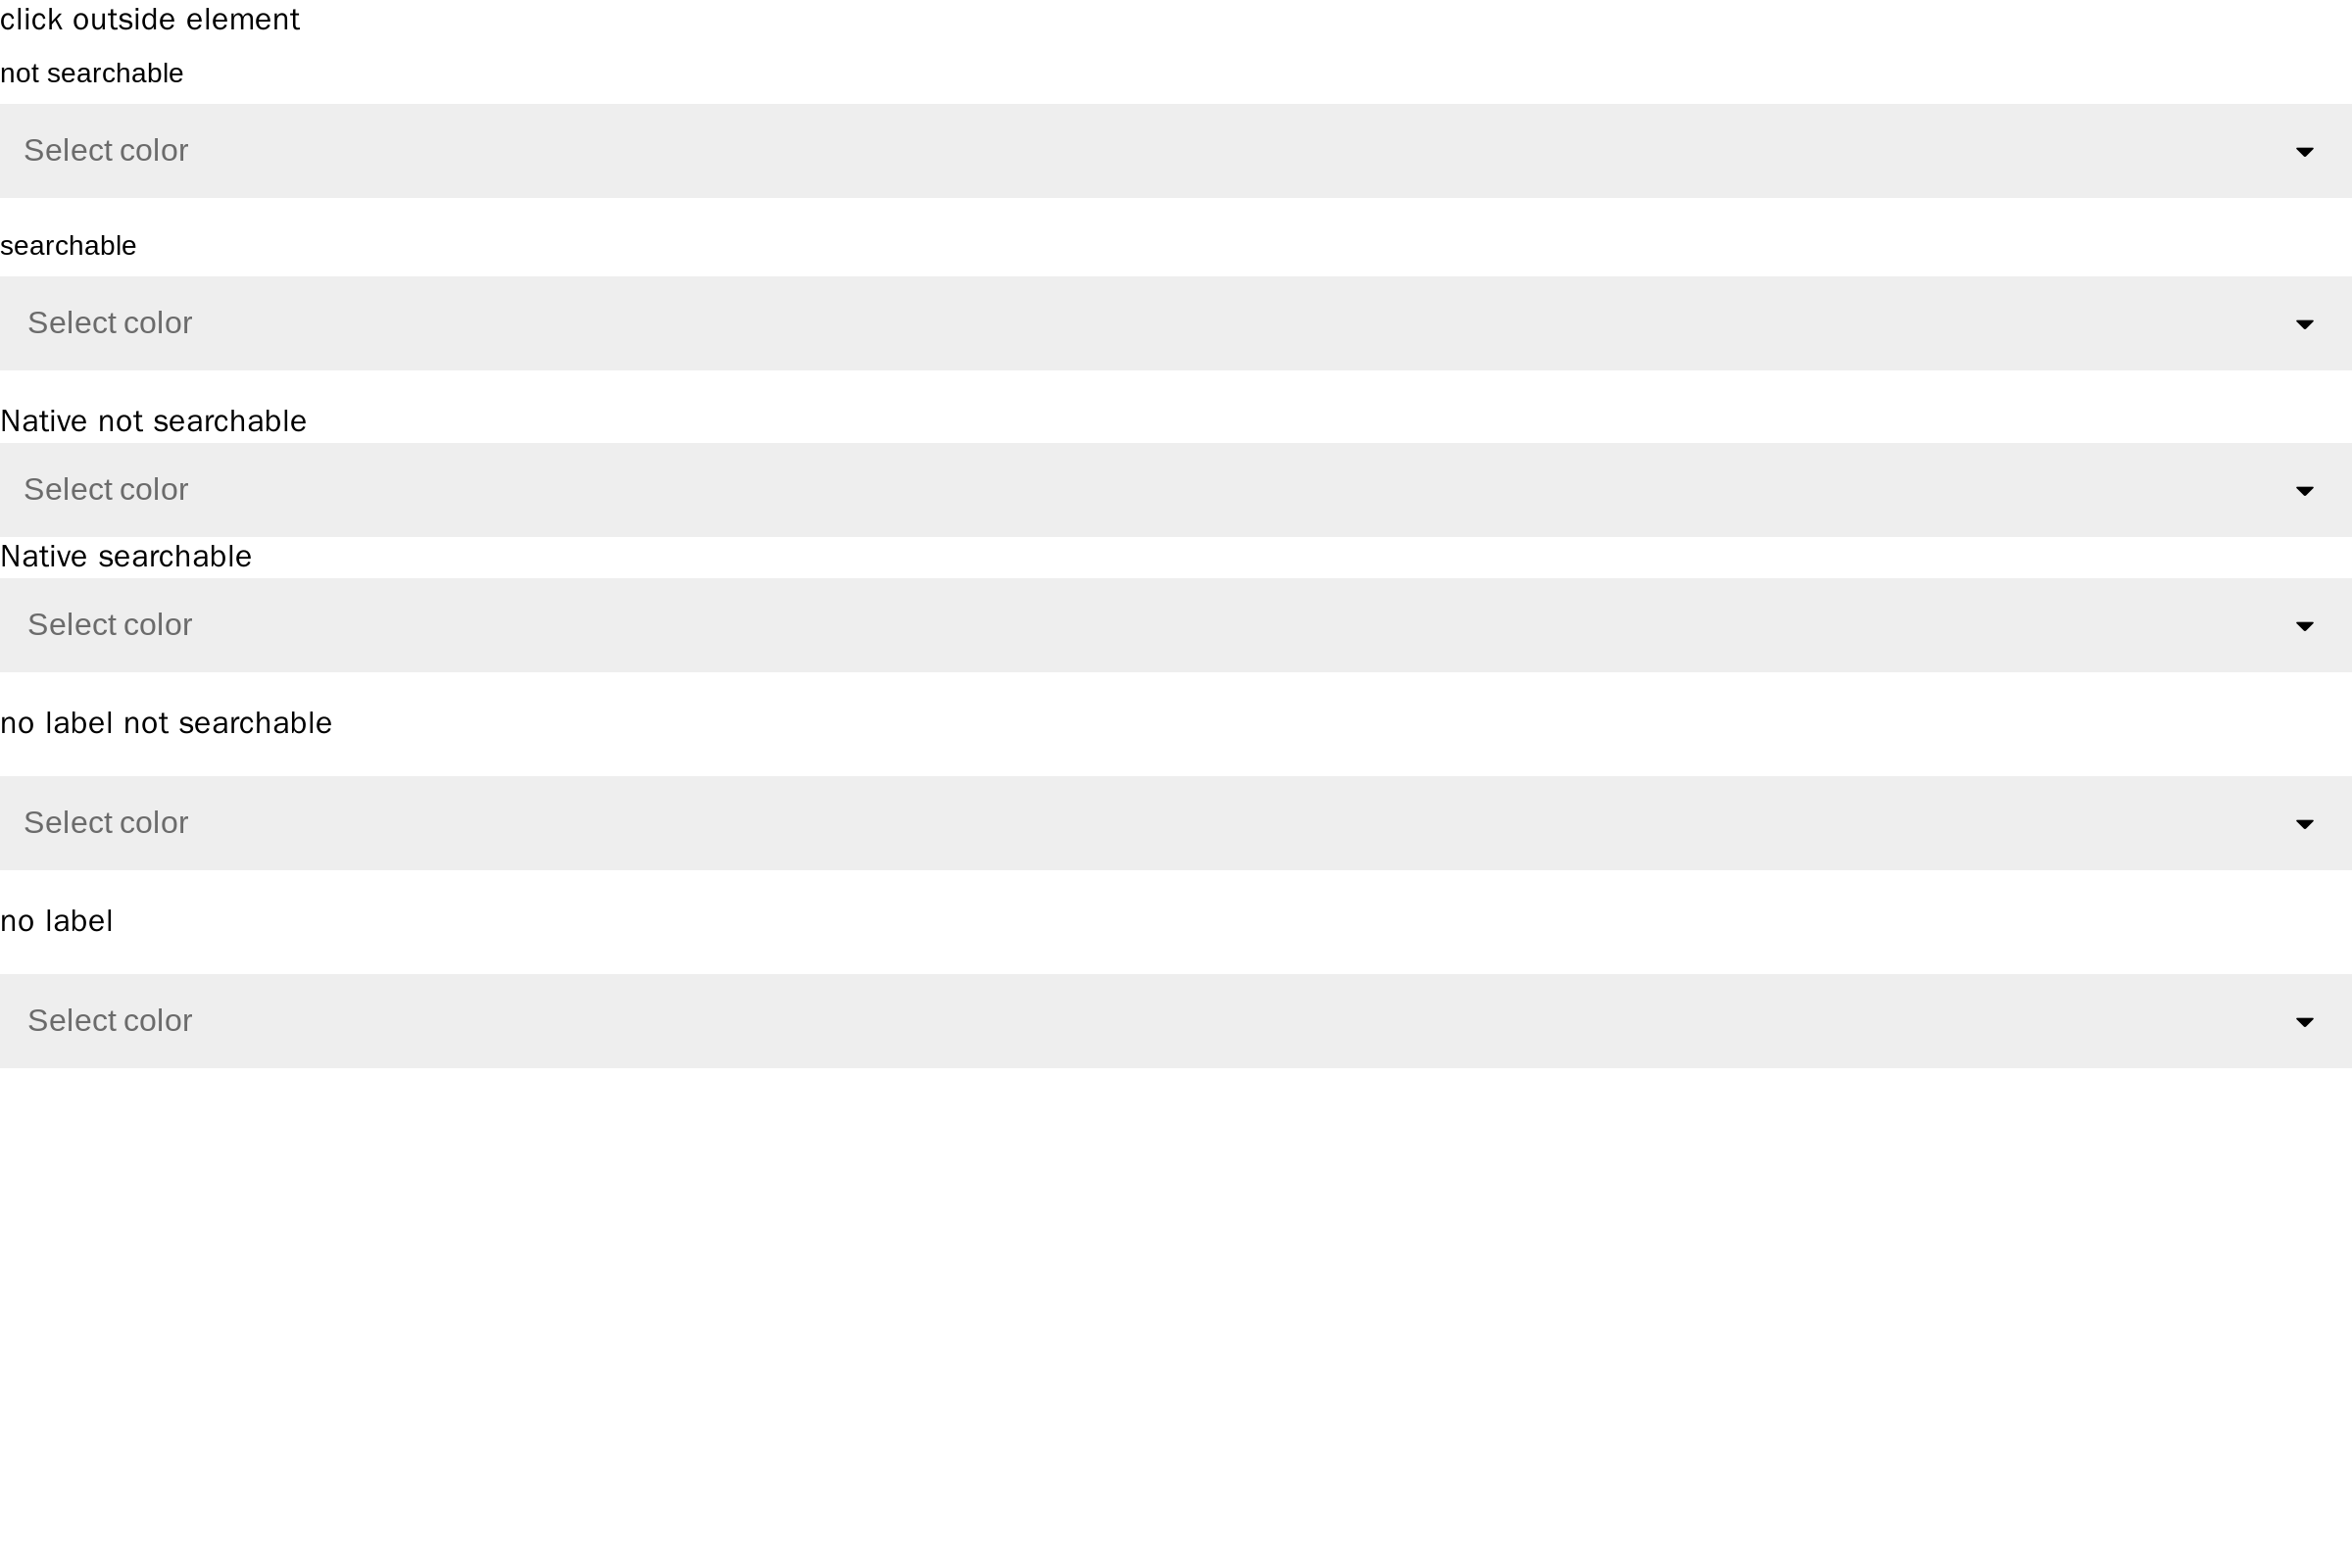 click outside element
not searchable
Select color
searchable
Select color
Native not searchable
Select color
Native searchable
Select color
no label not searchable
Select color
no label
Select color